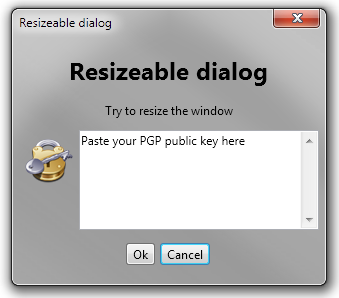 Resizeable dialog
Resizeable dialog
Try to resize the window
Paste your PGP public key here
Ok Cancel